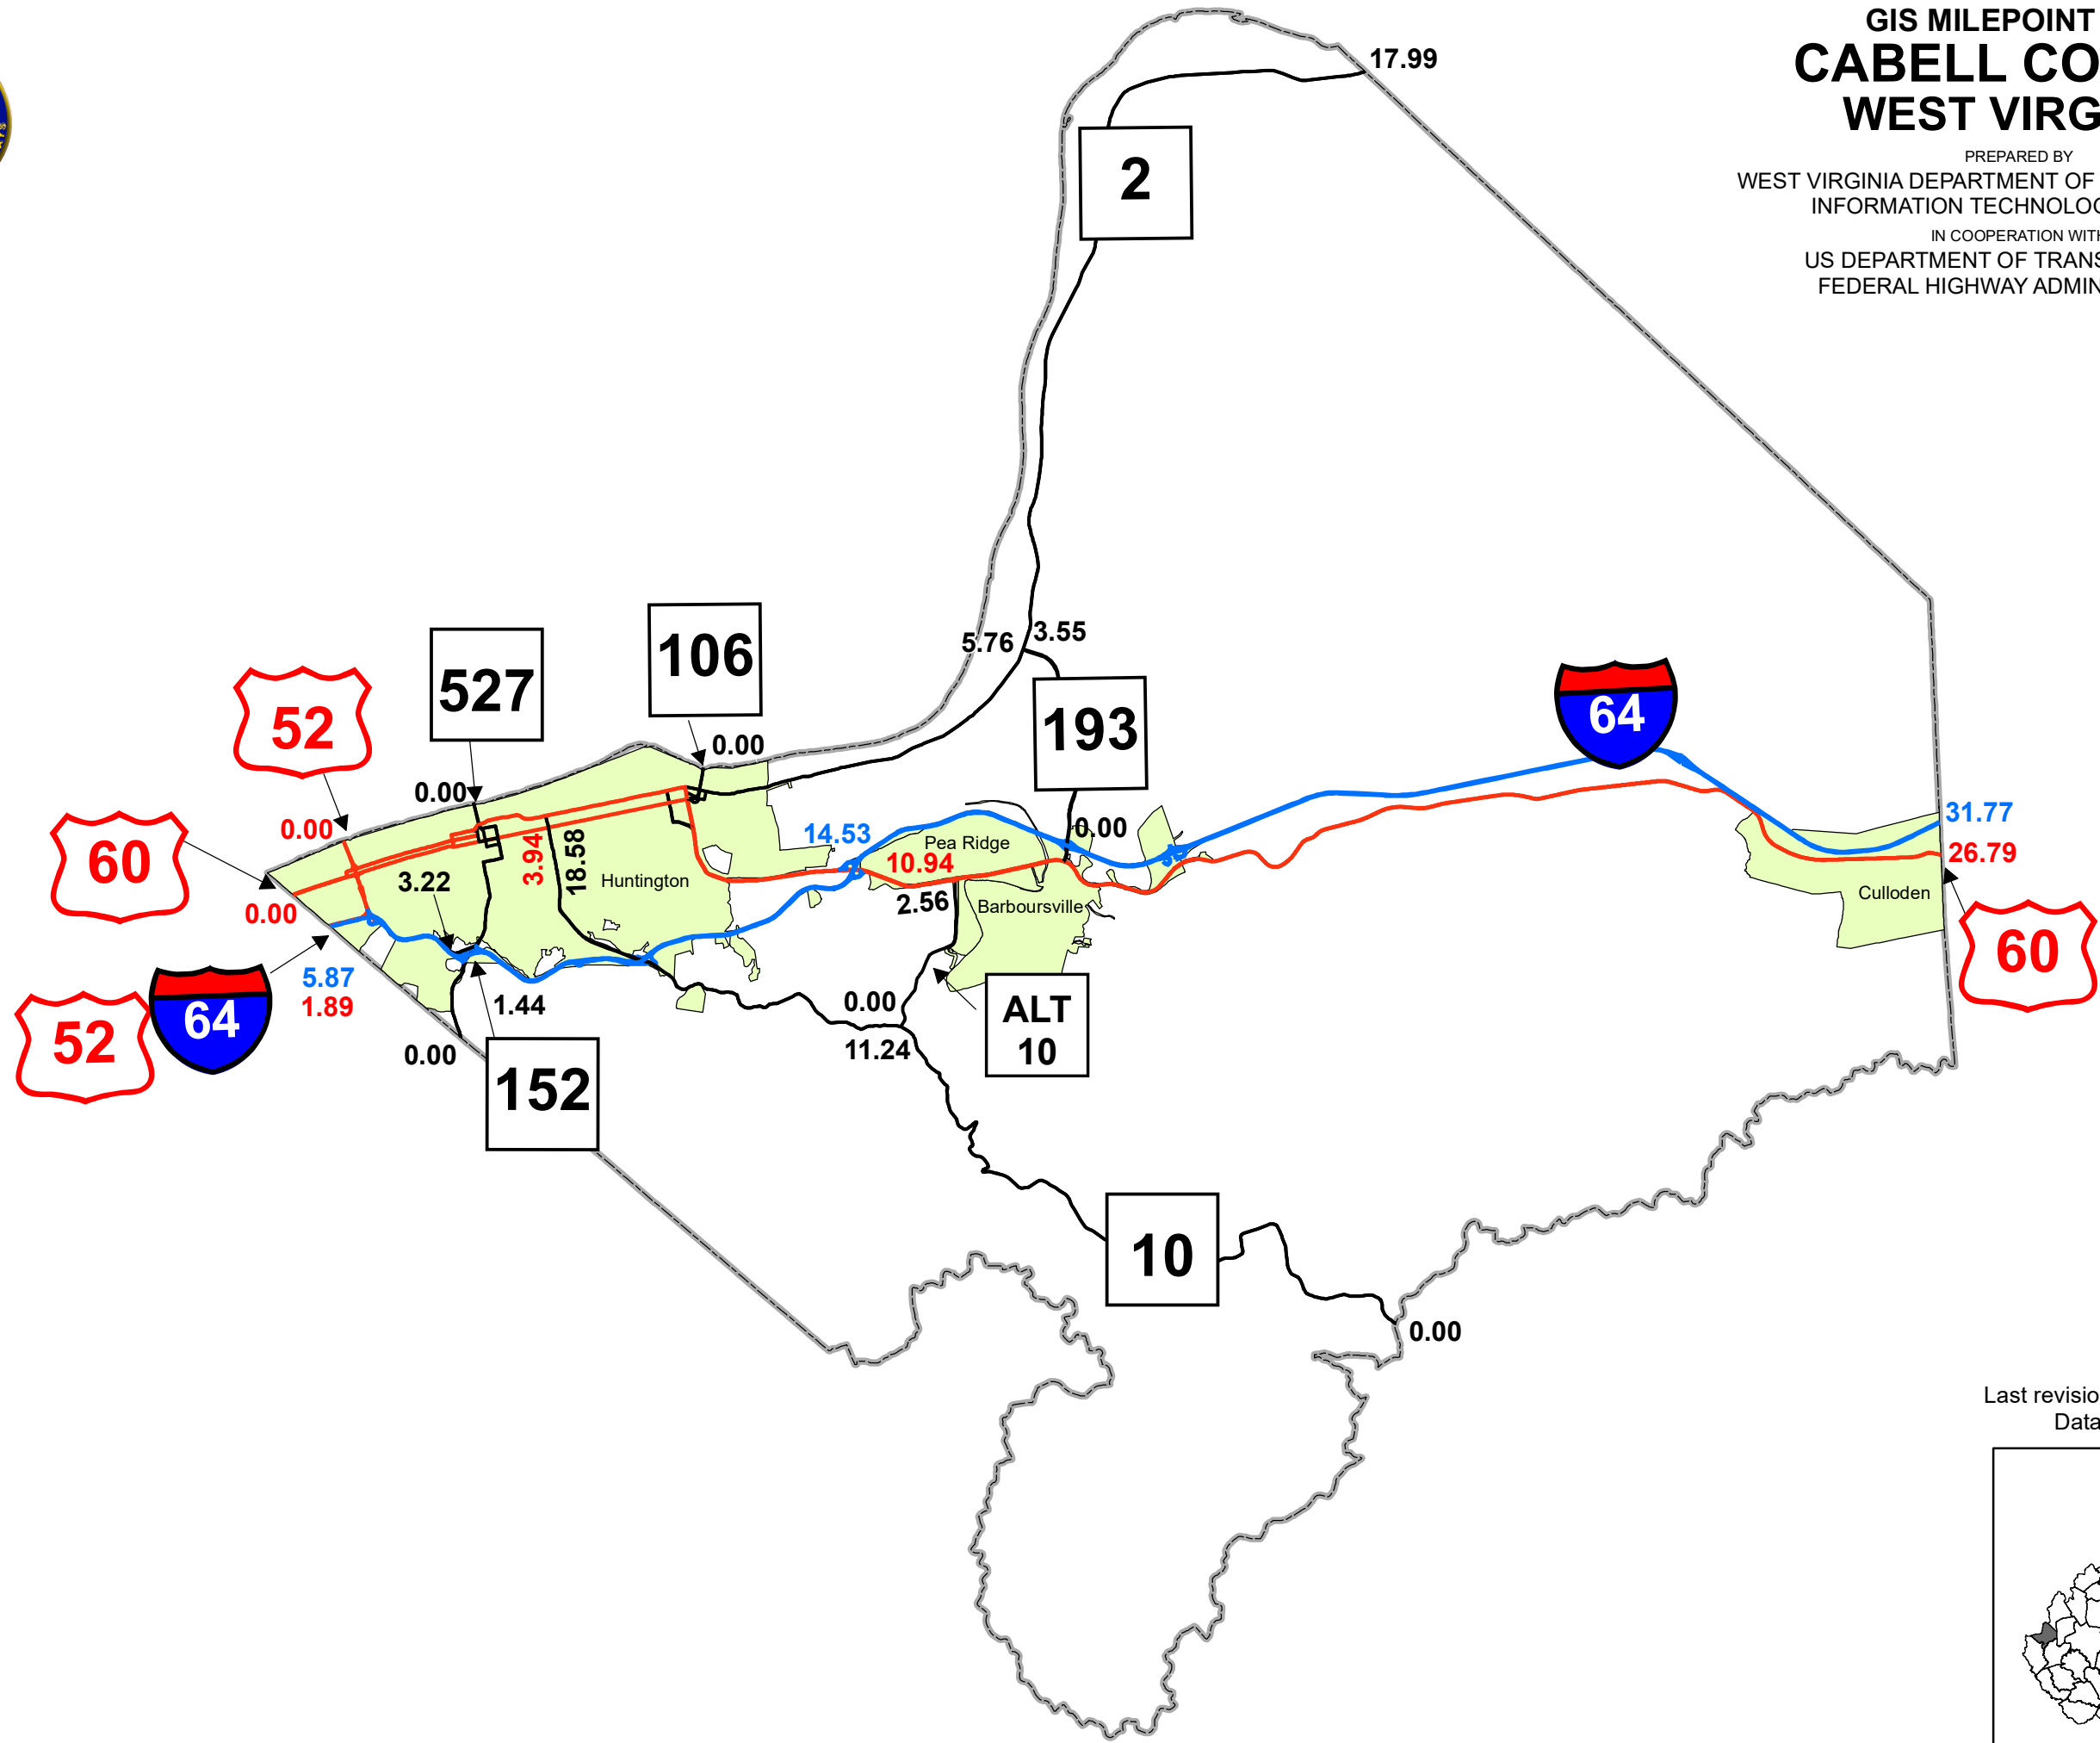 GIS MILEPOINT
CABELL CO
WEST VIRG
PREPARED BY
WEST VIRGINIA DEPARTMENT OF
INFORMATION TECHNOLO
IN COOPERATION WIT
US DEPARTMENT OF TRANS
FEDERAL HIGHWAY ADMIN
17.99
2
5.76
3.55
106
527
52
193
64
0.00
0.00
0.00
60
0.00
31.77
26.79
14.53
Pea Ridge
10.94
3.94
18.58
Huntington
3.22
2.56
Barboursville
Culloden
0.00
60
5.87
1.89
52
64
1.44
0.00
152
0.00
11.24
ALT
10
10
0.00
Last revisio
Data